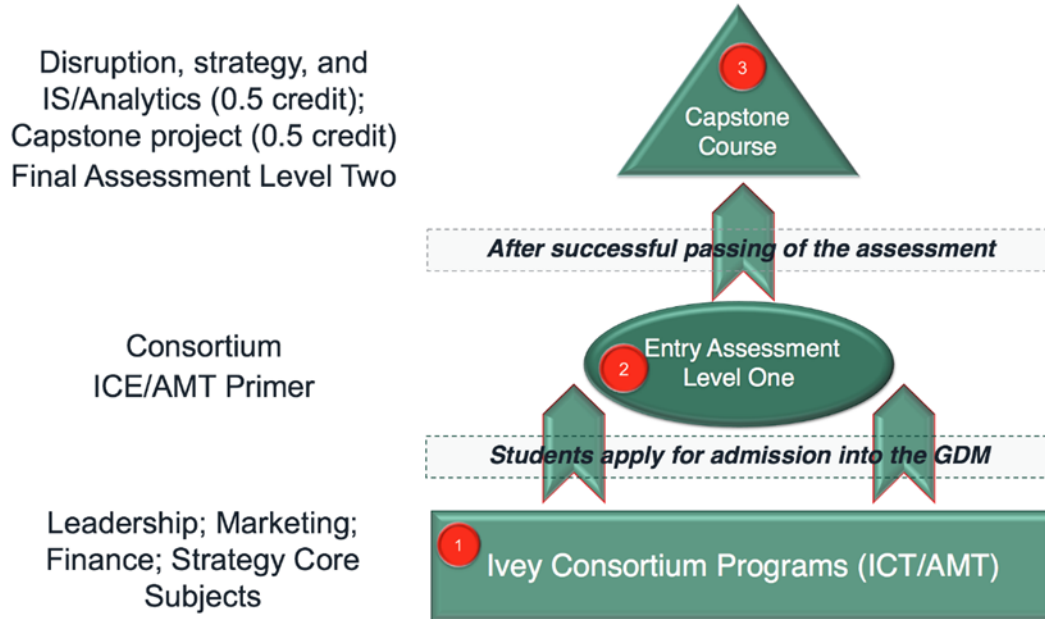 Disruption, strategy, and
IS/Analytics (0.5 credit);
Capstone project (0.5 credit)
Final Assessment Level Two
3
Capstone
Course
After successful passing of the assessment
Consortium
ICE/AMT Primer
Entry Assessment
2
Level One
Students apply for admission into the GDM
Leadership; Marketing;
Finance; Strategy Core
Subjects
1
Ivey Consortium Programs (ICT/AMT)